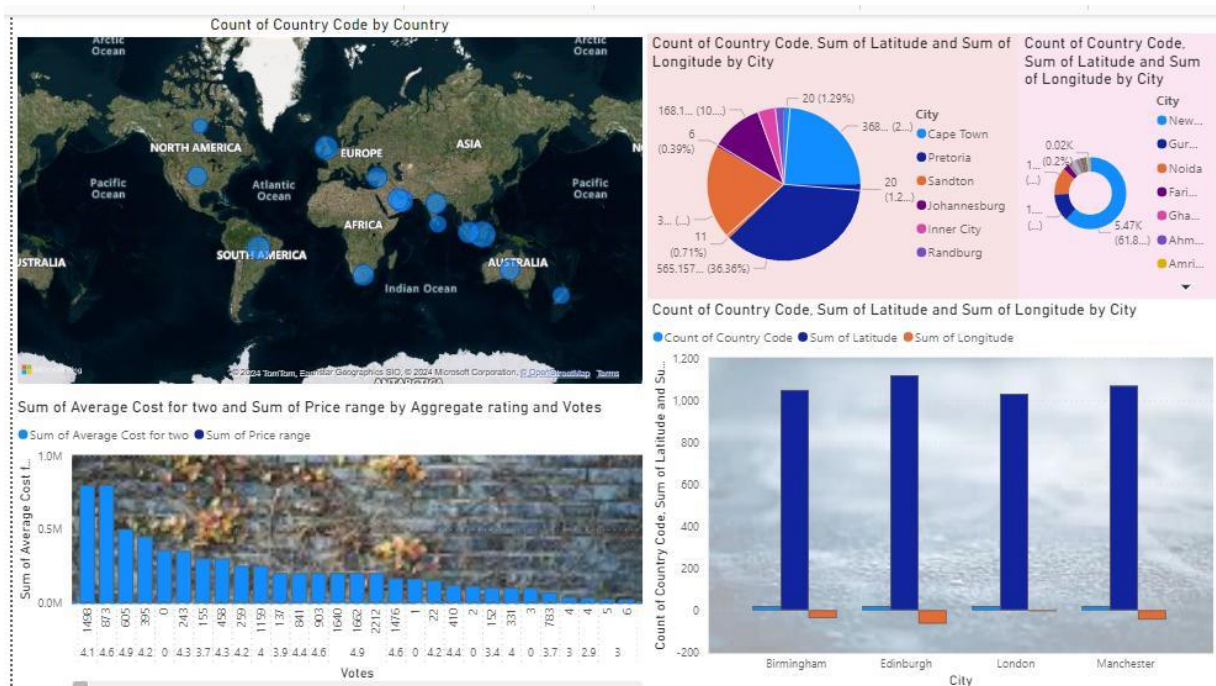 Count of Country Code by Country
Arctic
Ocean
Arctic
Ocean
NORTH AMERICA
EUROPE
ASIA
Pacific
Ocean
Atlantic
Ocean
Pacific
Ocean
AFRICA
SOUTH AMERICA
AUSTRALIA
Indian Ocean
© 2024 TomTom, Earthstar Geographics SIO, © 2024 Microsoft Corporation, © OpenStreetMap Terms
ANTARCTICA
Count of Country Code, Sum of Latitude and Sum of
Longitude by City
20 (1.29%)
168.1... (10....)
368... (2...)
6
(0.39%)
20
(1.2...
3... (...)
11
(0.71%)
565.157... (36.36%)
City
Cape Town
Pretoria
Sandton
Johannesburg
Inner City
Randburg
Count of Country Code,
Sum of Latitude and Sum
of Longitude by City
City
New...
Gur...
Noida
Fari...
Gha...
Ahm...
Amri...
0.02K
(0.2%)
1...
(...)
1....
(...)
5.47K
(61.8...
Sum of Average Cost for two and Sum of Price range by Aggregate rating and Votes
Sum of Average Cost for two
Sum of Price range
Sum of Average Cost f...
1.0M
0.5M
0.0M
1498 873 605 395 0 243 155 458 259 1159 137 841 903 1640 1662 2212 1476 1 22 410 2 152 331 3 783 3 4 5 6
4.1 4.6 4.9 4.2 0 4.3 3.7 4.3 4.2 4 3.9 4.4 4.6 4.9 4.6 0 4.2 4.4 0 3.4 4 0 3.7 3 2.9 3
Votes
Count of Country Code, Sum of Latitude and Sum of Longitude by City
Count of Country Code
Sum of Latitude
Sum of Longitude
Count of Country Code, Sum of Latitude and Su...
1,200
1,000
800
600
400
200
0
-200
Birmingham Edinburgh London Manchester
City